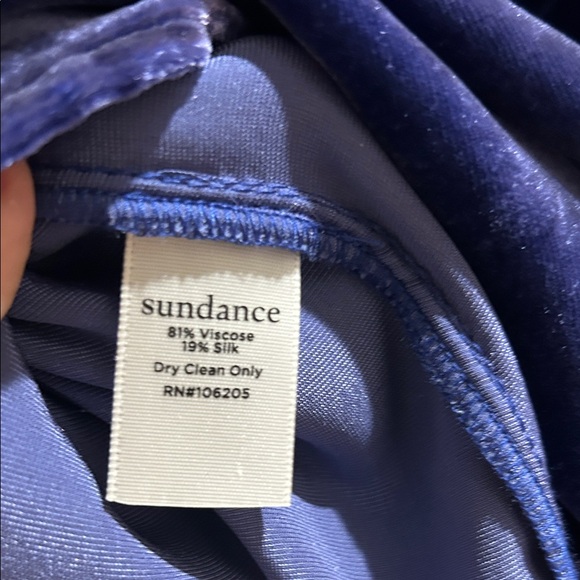 sundance
81% Viscose
19% Silk
Dry Clean Only
RN#106205